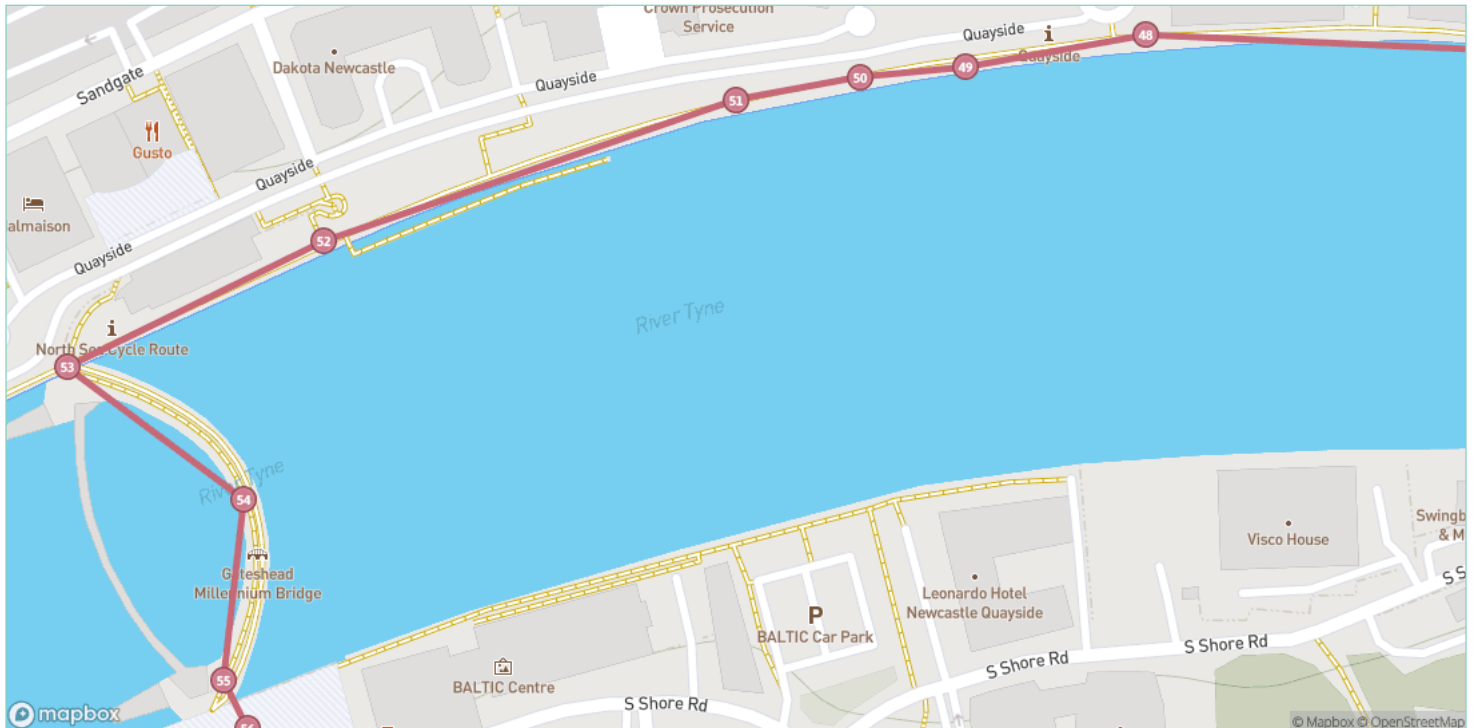 Crown Prosecution
Service
Quayside
48
Quayside
49
Dakota Newcastle
Quayside
50
51
Sandgate
Gusto
Quayside
almaison
52
Quayside
River Tyne
North Sea Cycle Route
53
River Tyne
54
Gateshead
Millennium Bridge
Swingb
& M
Visco House
S S
Leonardo Hotel
Newcastle Quayside
P
BALTIC Car Park
S Shore Rd
S Shore Rd
55
BALTIC Centre
S Shore Rd
mapbox
56
© Mapbox © OpenStreetMap